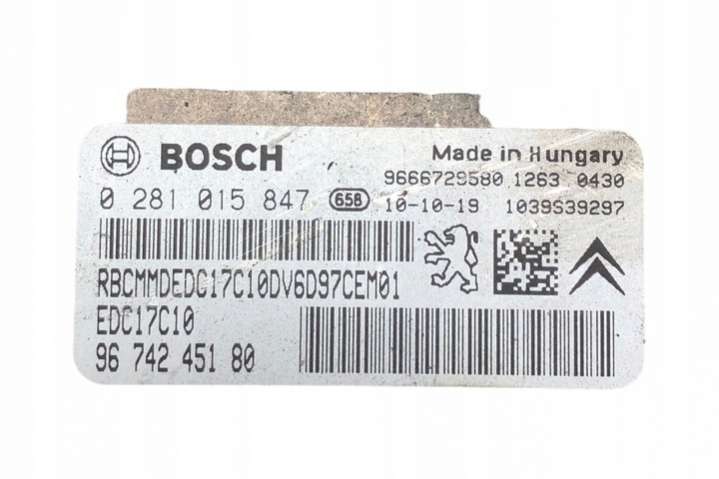 BOSCH Made in Hungary
9666729580 1263 0430
0 281 015 847 658 10-10-19 1039S39297
RBCMMDEDC17C10DV6D97CEM01
EDC17C10
96 742 451 80